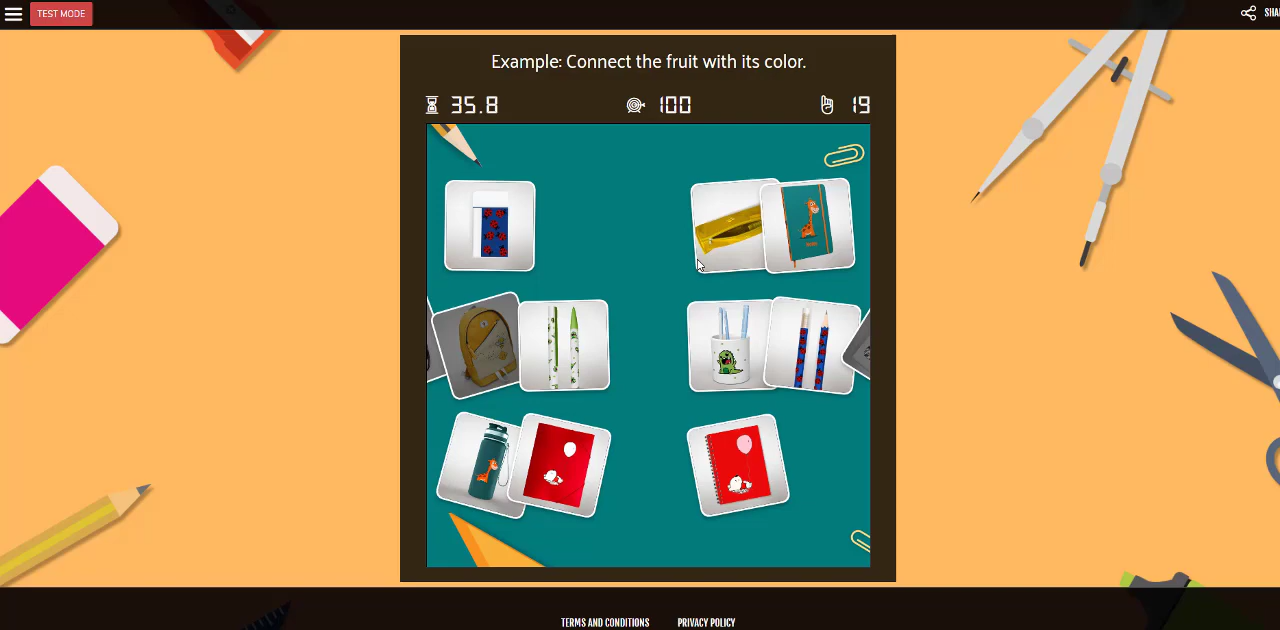 TEST MODE
Example: Connect the fruit with its color.
35.8
100
19
TERMS AND CONDITIONS
PRIVACY POLICY